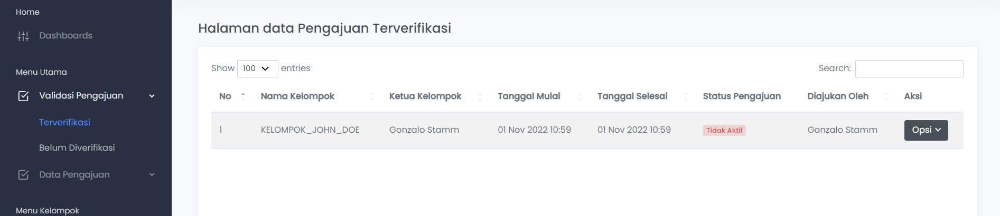 Home
Dashboards
Menu Utama
Validasi Pengajuan
Terverifikasi
Belum Diverifikasi
Data Pengajuan
Menu Kelompok
Halaman data Pengajuan Terverifikasi
Show 100 entries Search:
No Nama Kelompok Ketua Kelompok Tanggal Mulai Tanggal Selesai Status Pengajuan Diajukan Oleh Aksi
1 KELOMPOK_JOHN_DOE Gonzalo Stamm 01 Nov 2022 10:59 01 Nov 2022 10:59 Tidak Aktif Gonzalo Stamm Opsi